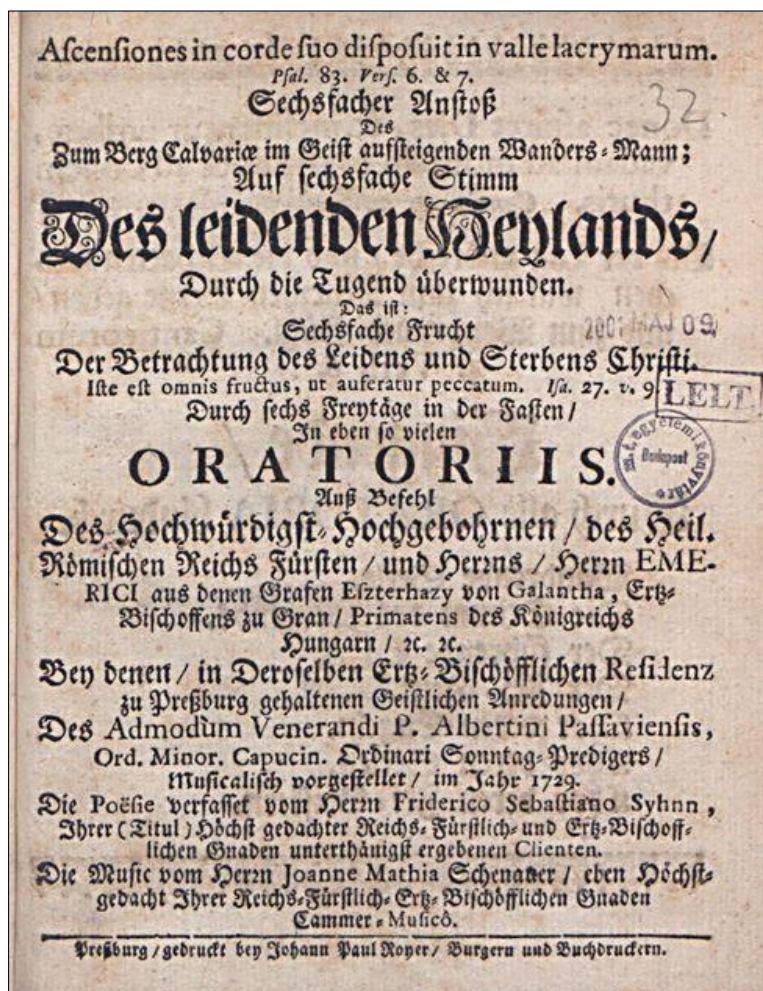 Ascensiones in corde suo disposuit in valle lacrymarum.
Psal. 83. Vers. 6. & 7.
Sechsfacher Anstoß
Des
Zum Berg Calvariæ im Geist aufsteigenden Wanders-Mann;
Auf sechsfache Stimm
Des leidenden Heylands/
Durch die Tugend überwunden.
Das ist:
Sechsfache Frucht
Der Betrachtung des Leidens und Sterbens Christi.
Iste est omnis fructus, ut auferatur peccatum. Isa. 27. v. 9
Durch sechs Freytäge in der Fasten/
In eben so vielen
ORATORIIS.
Auß Befehl
Des Hochwürdigst-Hochgebohrnen/ des Heil.
Römischen Reichs Fürsten/ und Herrns/ Herrn EME-
RICI aus denen Grafen Eszterhazy von Galantha, Ertz-
Bischoffens zu Gran/ Primatens des Königreichs
Hungarn/ ꝛc. ꝛc.
Bey denen/ in Deroselben Ertz-Bischöfflichen Residenz
zu Preßburg gehaltenen Geistlichen Anredungen/
Des Admodùm Venerandi P. Albertini Passaviensis,
Ord. Minor. Capucin. Ordinari Sonntag-Predigers/
Musicalisch vorgestellet/ im Jahr 1729.
Die Poësie verfasset vom Herrn Friderico Sebastiano Syhnn,
Ihrer (Titul) Höchst gedachter Reichs-Fürstlich- und Ertz-Bischoff-
lichen Gnaden unterthänigst ergebenen Clienten.
Die Music vom Herrn Joanne Mathia Schenauer/ eben Höchst-
gedacht Ihrer Reichs-Fürstlich-Ertz-Bischöfflichen Gnaden
Cammer-Musicô.
Preßburg/ gedruckt bey Johann Paul Royer/ Burgern und Buchdruckern.
32
2001 MAJ 09
LELT.
Budapest